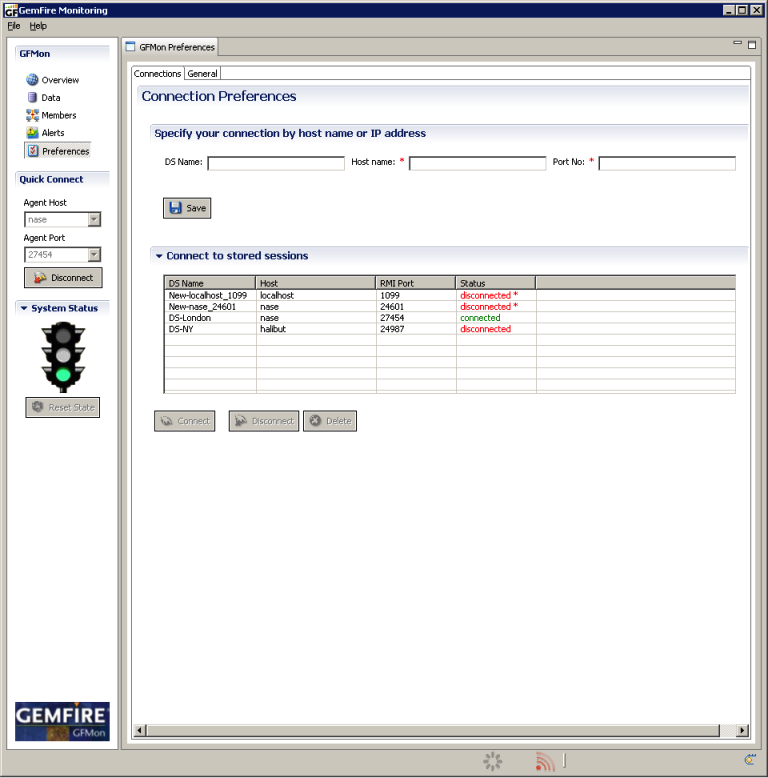 GemFire Monitoring
File Help
GFMon
Overview
Data
Members
Alerts
Preferences
Quick Connect
Agent Host
nase
Agent Port
27454
Disconnect
System Status
Reset State
GEMFIRE
GFMon
GFMon Preferences
Connections General
Connection Preferences
Specify your connection by host name or IP address
DS Name: Host name: * Port No: *
Save
Connect to stored sessions
DS Name Host RMI Port Status
New-localhost_1099 localhost 1099 disconnected *
New-nase_24601 nase 24601 disconnected *
DS-London nase 27454 connected
DS-NY halibut 24987 disconnected
Connect Disconnect Delete